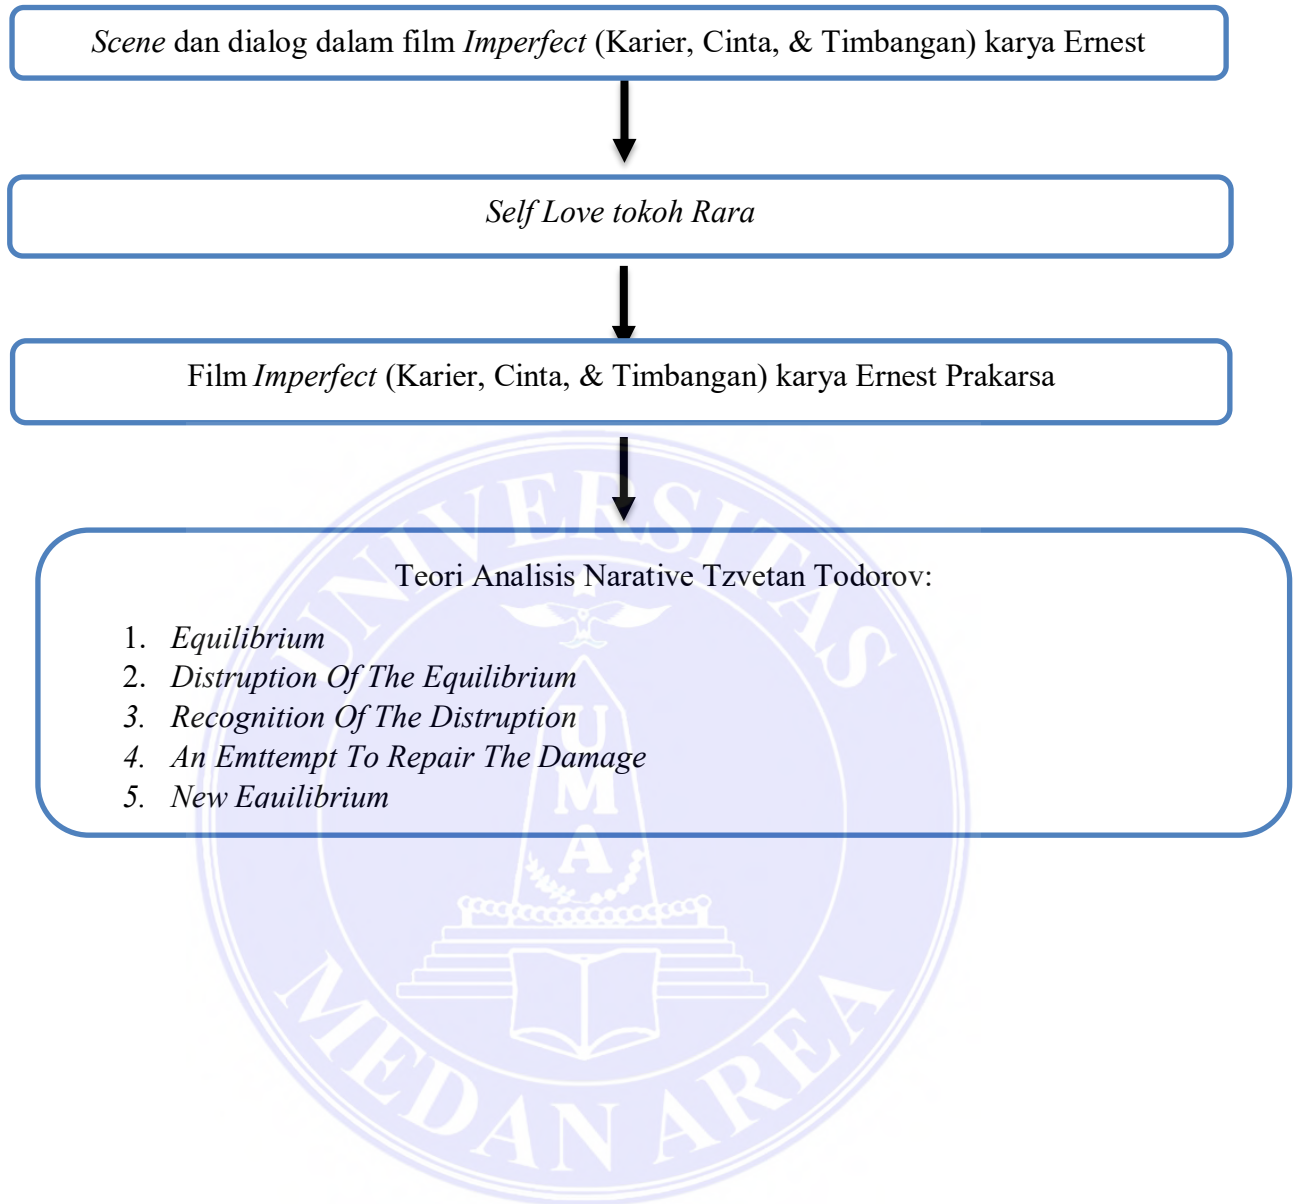 Scene dan dialog dalam film Imperfect (Karier, Cinta, & Timbangan) karya Ernest
Self Love tokoh Rara
Film Imperfect (Karier, Cinta, & Timbangan) karya Ernest Prakarsa
Teori Analisis Narative Tzvetan Todorov:
1. Equilibrium
2. Distruption Of The Equilibrium
3. Recognition Of The Distruption
4. An Emttempt To Repair The Damage
5. New Equilibrium
UNIVERSITAS
UMA
MEDAN AREA